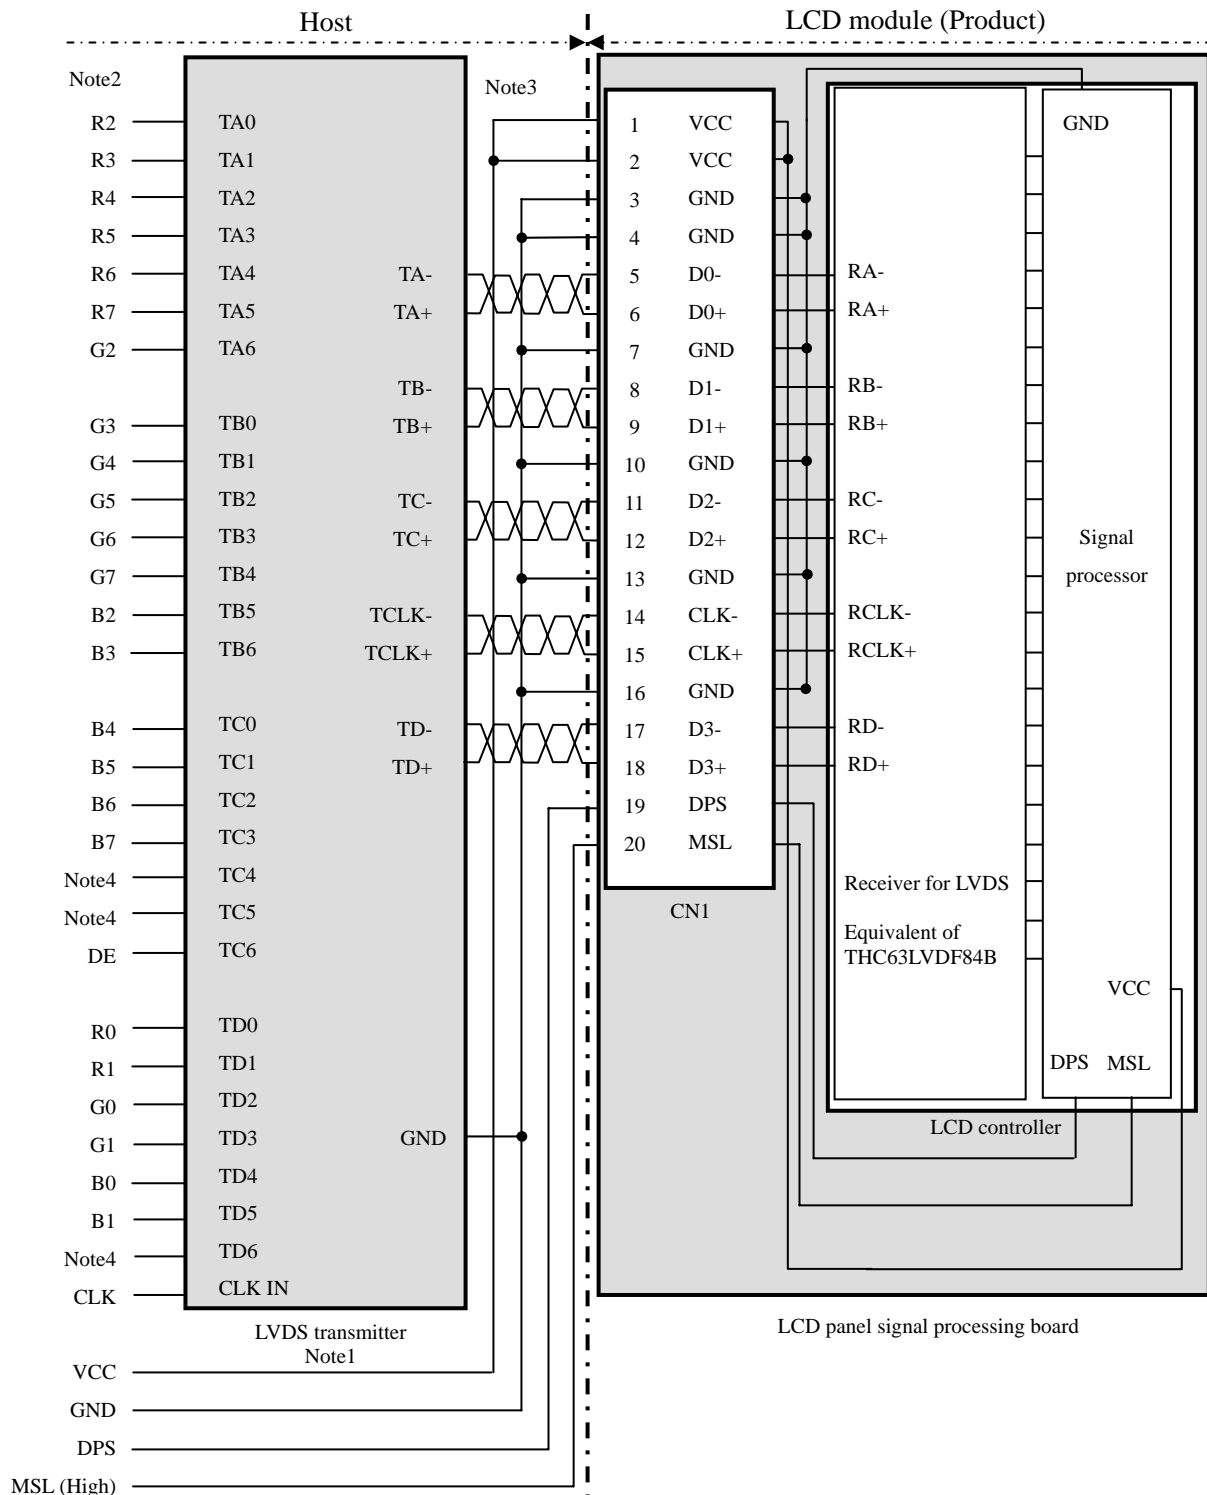 Host
LCD module (Product)
Note2
Note3
R2 TA0
R3 TA1
R4 TA2
R5 TA3
R6 TA4 TA-
R7 TA5 TA+
G2 TA6
TB-
G3 TB0 TB+
G4 TB1
G5 TB2 TC-
G6 TB3 TC+
G7 TB4
B2 TB5 TCLK-
B3 TB6 TCLK+
B4 TC0 TD-
B5 TC1 TD+
B6 TC2
B7 TC3
Note4 TC4
Note4 TC5
DE TC6
R0 TD0
R1 TD1
G0 TD2
G1 TD3 GND
B0 TD4
B1 TD5
Note4 TD6
CLK CLK IN
LVDS transmitter
Note1
VCC
GND
DPS
MSL (High)
1 VCC
2 VCC
3 GND
4 GND
5 D0- RA-
6 D0+ RA+
7 GND
8 D1- RB-
9 D1+ RB+
10 GND
11 D2- RC-
12 D2+ RC+
13 GND
14 CLK- RCLK-
15 CLK+ RCLK+
16 GND
17 D3- RD-
18 D3+ RD+
19 DPS
20 MSL
CN1
Receiver for LVDS
Equivalent of
THC63LVDF84B
GND
Signal
processor
VCC
DPS MSL
LCD controller
LCD panel signal processing board